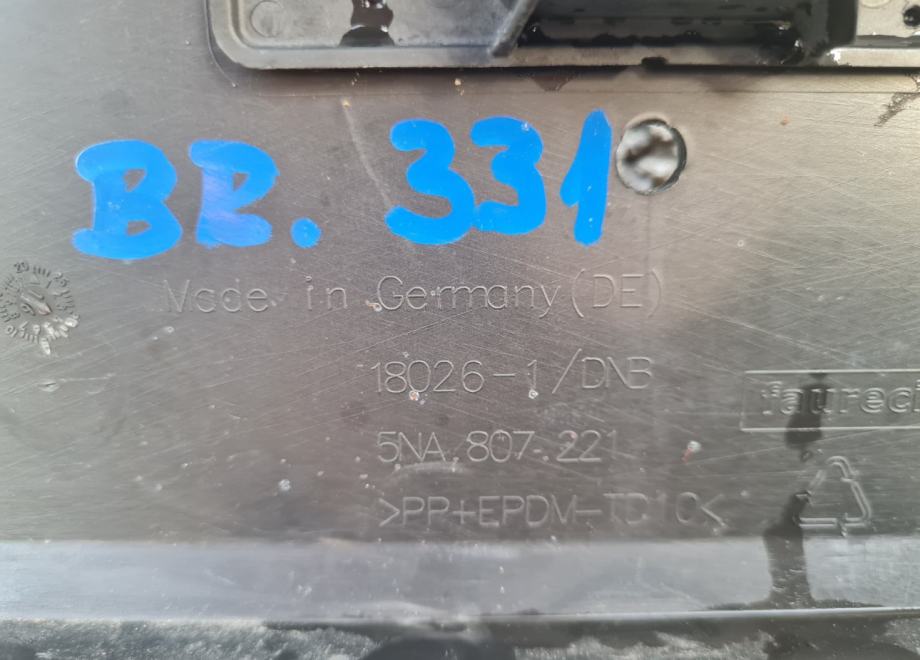 BR. 331
Made in Germany (DE)
18026-1/DNB
faureci
5NA.807.221
>PP+EPDM-TD10<